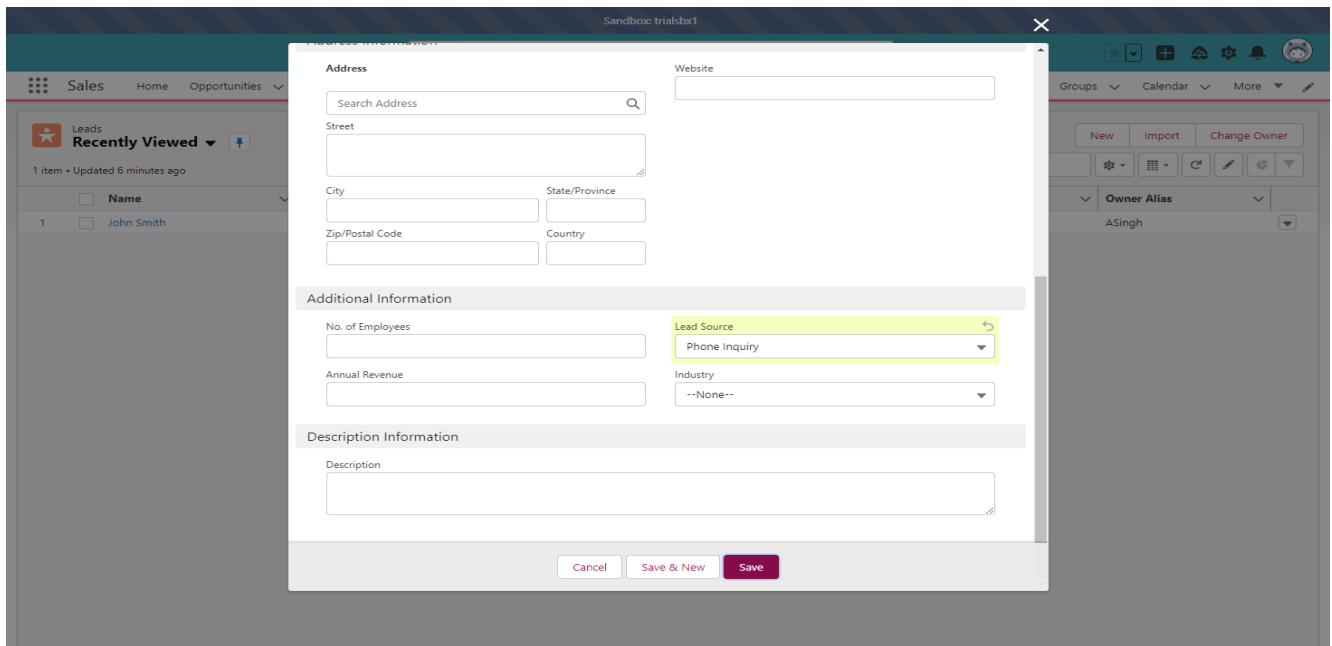 Sandbox: trialsbx1
Sales Home Opportunities Groups Calendar More
Leads
Recently Viewed
New Import Change Owner
1 item • Updated 6 minutes ago
Name Owner Alias
1 John Smith ASingh
Address Information
Address
Search Address
Street
City State/Province
Zip/Postal Code Country
Website
Additional Information
No. of Employees
Lead Source
Phone Inquiry
Annual Revenue
Industry
--None--
Description Information
Description
Cancel Save & New Save